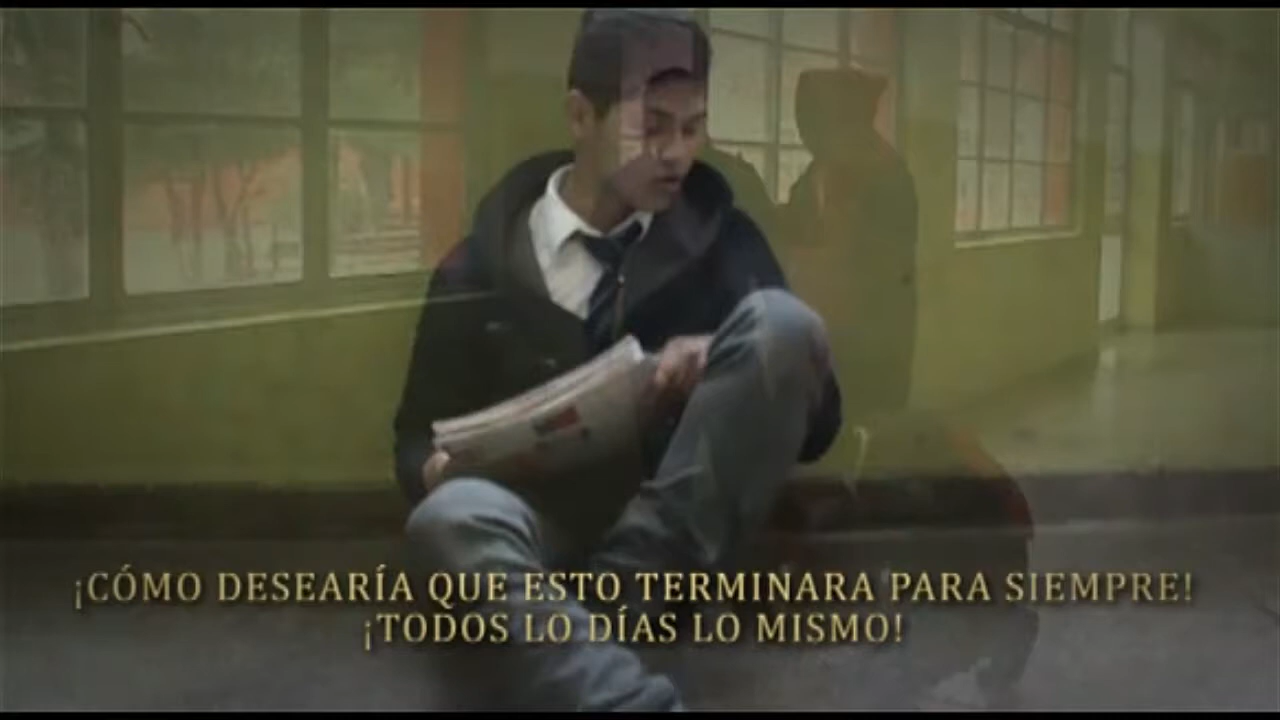 ¡CÓMO DESEARÍA QUE ESTO TERMINARA PARA SIEMPRE!
¡TODOS LO DÍAS LO MISMO!